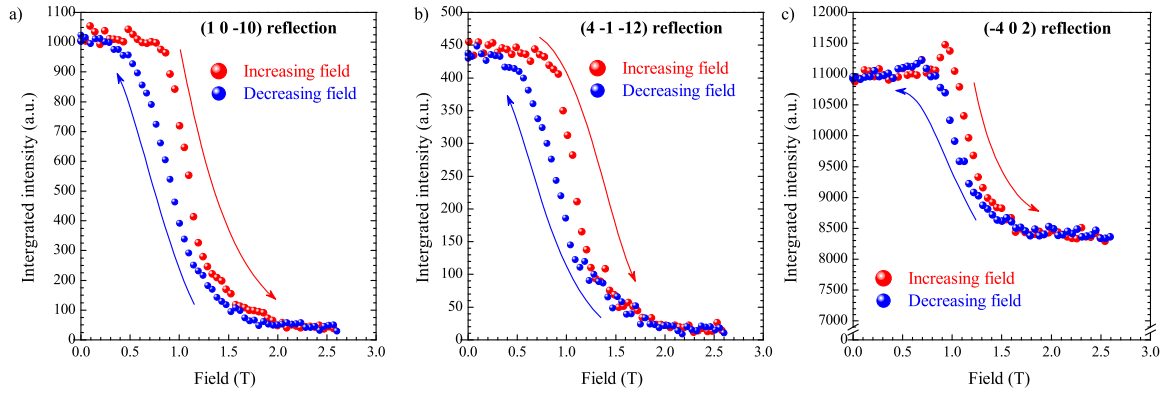 a)
(1 0 -10) reflection
Increasing field
Decreasing field
Intergrated intensity (a.u.)
1100
1000
900
800
700
600
500
400
300
200
100
0
0.0 0.5 1.0 1.5 2.0 2.5 3.0
Field (T)
b)
(4 -1 -12) reflection
Increasing field
Decreasing field
Intergrated intensity (a.u.)
500
450
400
350
300
250
200
150
100
50
0
0.0 0.5 1.0 1.5 2.0 2.5 3.0
Field (T)
c)
(-4 0 2) reflection
Increasing field
Decreasing field
Intergrated intensity (a.u.)
12000
11500
11000
10500
10000
9500
9000
8500
8000
7500
7000
0
0.0 0.5 1.0 1.5 2.0 2.5 3.0
Field (T)